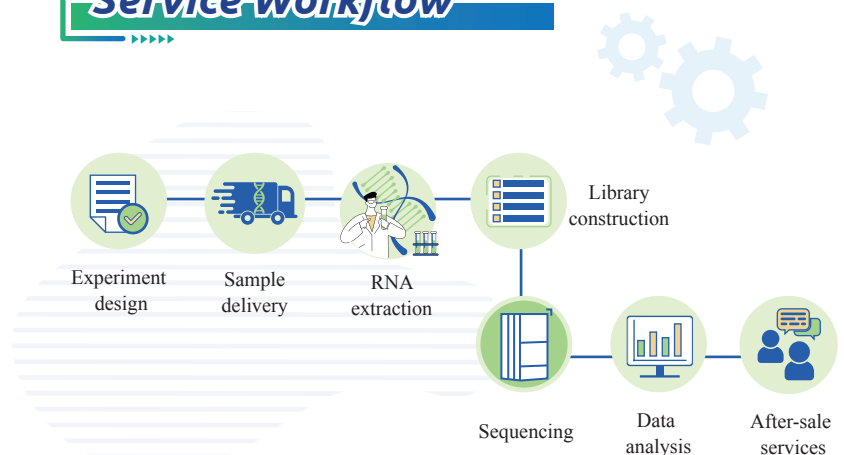 Service Workflow
Library
construction
Experiment
design
Sample
delivery
RNA
extraction
Sequencing
Data
analysis
After-sale
services